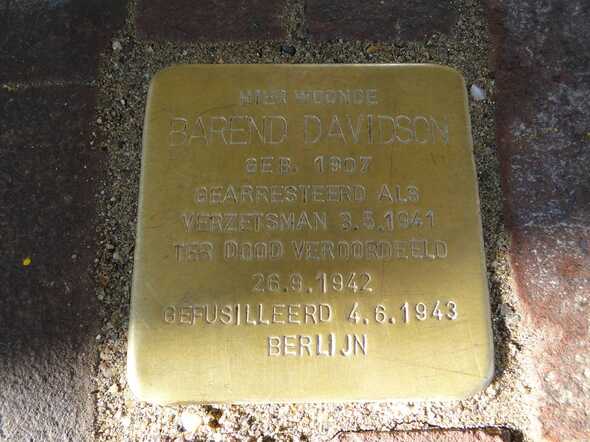 HIER WOONDE
BAREND DAVIDSON
GEB. 1907
GEARRESTEERD ALS
VERZETSMAN 3.5.1941
TER DOOD VEROORDEELD
26.9.1942
GEFUSILLEERD 4.6.1943
BERLIJN